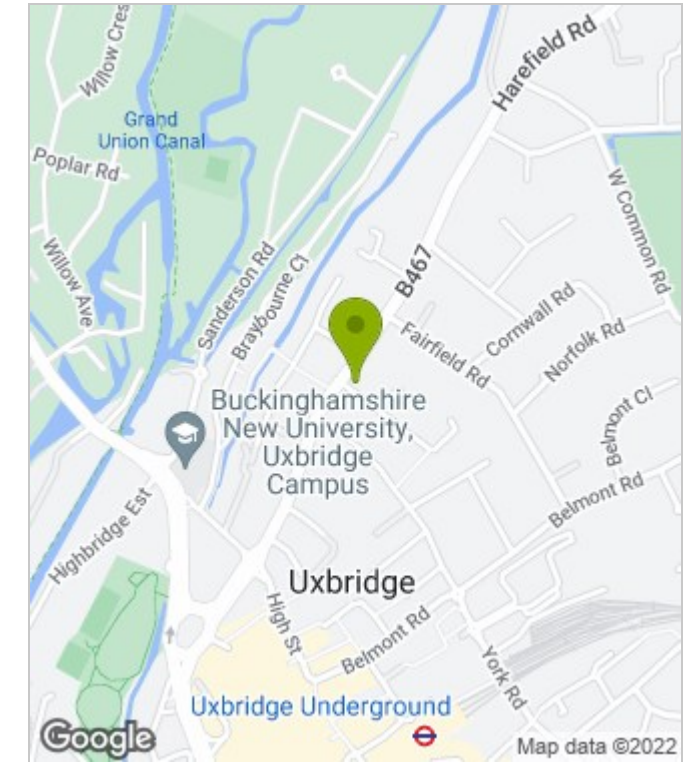 Harefield Rd
Willow Cres
Grand
Union Canal
Poplar Rd
W Common Rd
Willow Ave
Sanderson Rd
Braybourne Cl
B467
Cornwall Rd
Fairfield Rd
Norfolk Rd
Buckinghamshire
New University,
Uxbridge
Campus
Belmont Cl
Belmont Rd
Highbridge Est
Uxbridge
High St
Belmont Rd
York Rd
Uxbridge Underground
Google
Map data ©2022